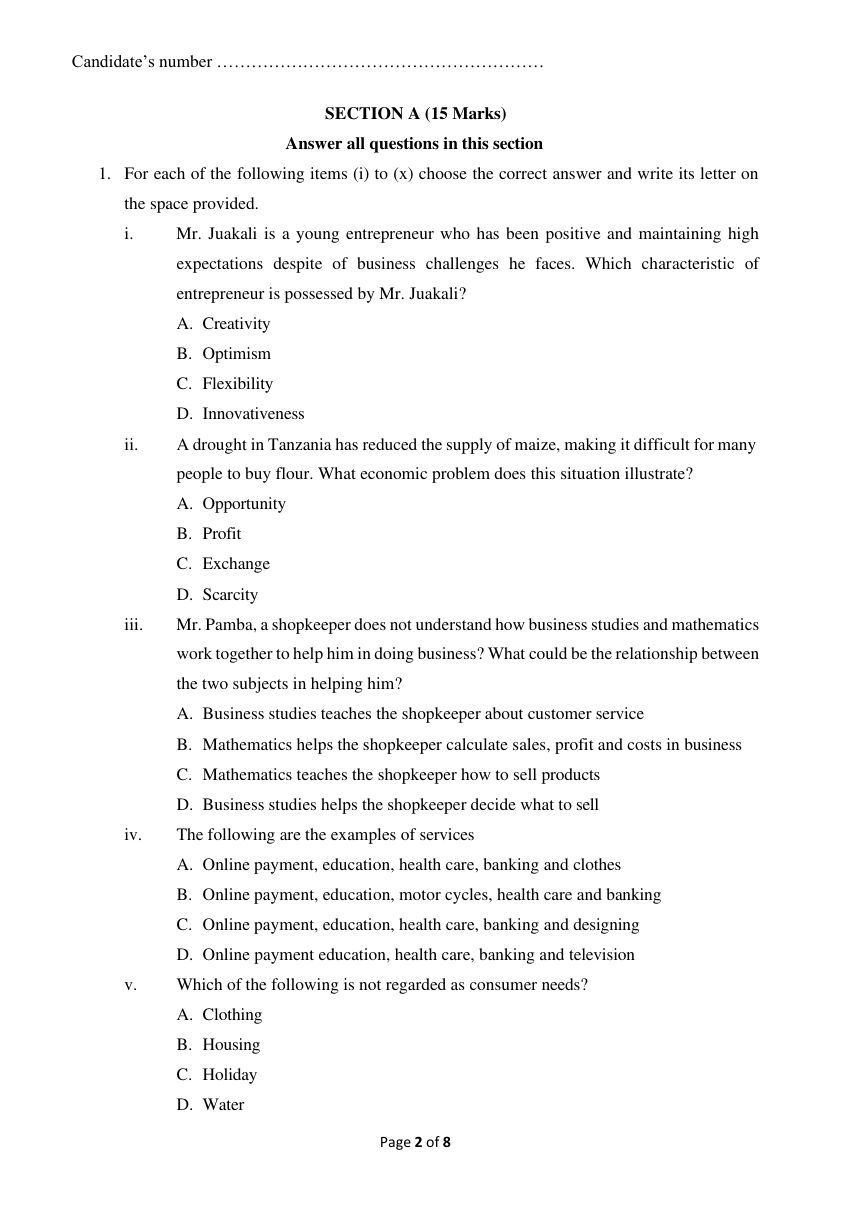 Candidate's number ………………………………………………
SECTION A (15 Marks)
Answer all questions in this section
1. For each of the following items (i) to (x) choose the correct answer and write its letter on
the space provided.
i. Mr. Juakali is a young entrepreneur who has been positive and maintaining high
expectations despite of business challenges he faces. Which characteristic of
entrepreneur is possessed by Mr. Juakali?
A. Creativity
B. Optimism
C. Flexibility
D. Innovativeness
ii. A drought in Tanzania has reduced the supply of maize, making it difficult for many
people to buy flour. What economic problem does this situation illustrate?
A. Opportunity
B. Profit
C. Exchange
D. Scarcity
iii. Mr. Pamba, a shopkeeper does not understand how business studies and mathematics
work together to help him in doing business? What could be the relationship between
the two subjects in helping him?
A. Business studies teaches the shopkeeper about customer service
B. Mathematics helps the shopkeeper calculate sales, profit and costs in business
C. Mathematics teaches the shopkeeper how to sell products
D. Business studies helps the shopkeeper decide what to sell
iv. The following are the examples of services
A. Online payment, education, health care, banking and clothes
B. Online payment, education, motor cycles, health care and banking
C. Online payment, education, health care, banking and designing
D. Online payment education, health care, banking and television
v. Which of the following is not regarded as consumer needs?
A. Clothing
B. Housing
C. Holiday
D. Water
Page 2 of 8